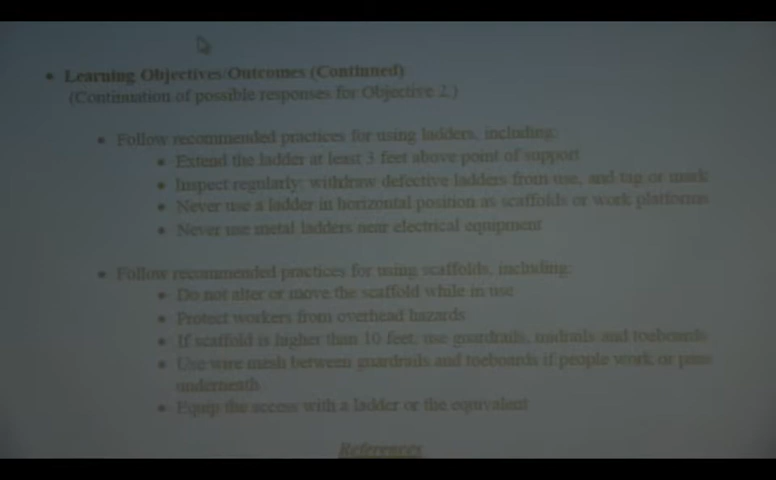 Learning Objectives/Outcomes (Continued)
(Continuation of possible responses for Objective 2.)
Follow recommended practices for using ladders, including:
Extend the ladder at least 3 feet above point of support
Inspect regularly; withdraw defective ladders from use, and tag or mark
Never use a ladder in horizontal position as scaffolds or work platforms
Never use metal ladders near electrical equipment
Follow recommended practices for using scaffolds, including:
Do not alter or move the scaffold while in use
Protect workers from overhead hazards
If scaffold is higher than 10 feet, use guardrails, midrails and toeboards
Use wire mesh between guardrails and toeboards if people work or pass
underneath
Equip the access with a ladder or the equivalent
References